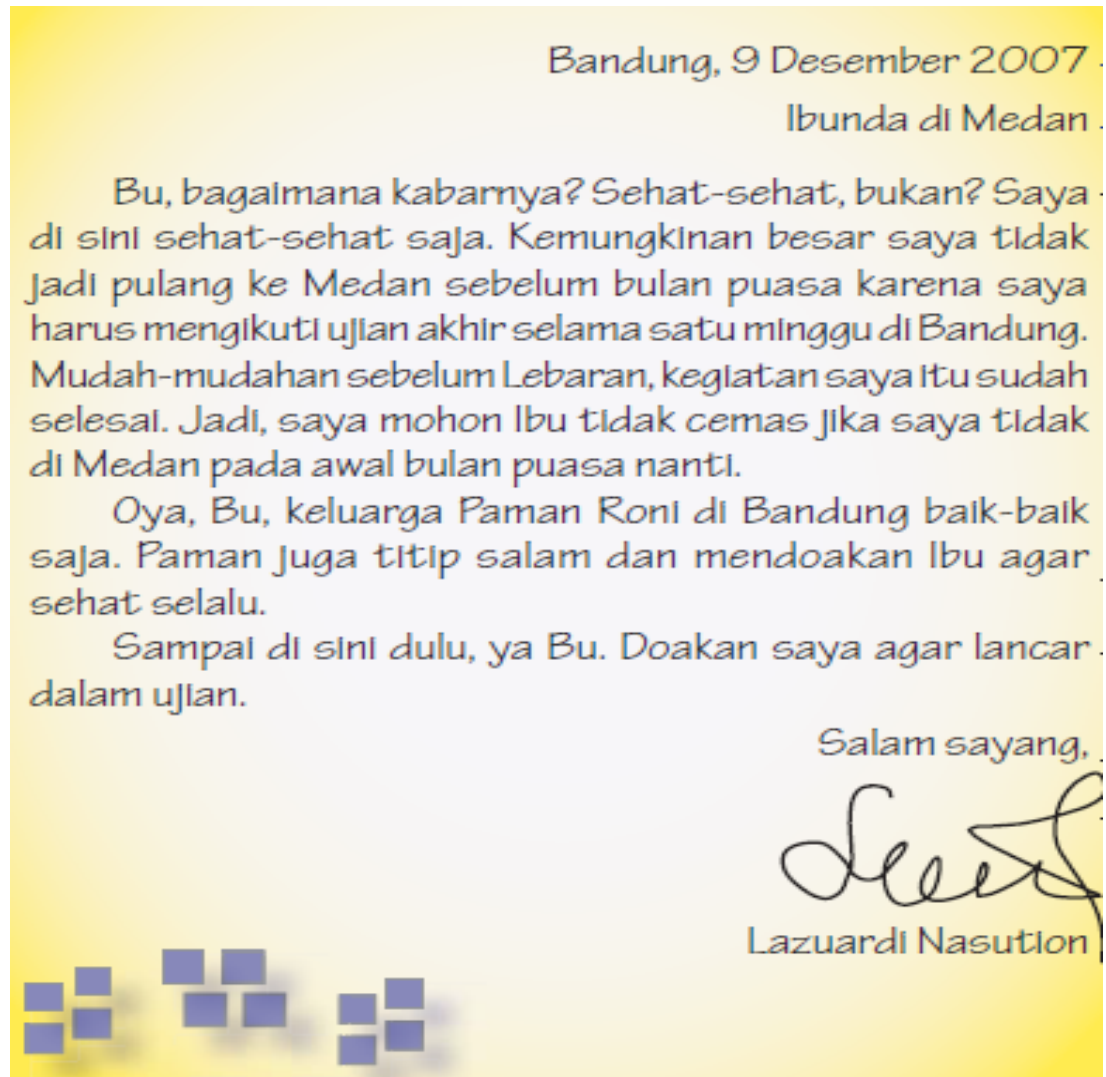 Bandung, 9 Desember 2007
Ibunda di Medan
Bu, bagaimana kabarnya? Sehat-sehat, bukan? Saya
di sini sehat-sehat saja. Kemungkinan besar saya tidak
jadi pulang ke Medan sebelum bulan puasa karena saya
harus mengikuti ujian akhir selama satu minggu di Bandung.
Mudah-mudahan sebelum Lebaran, kegiatan saya itu sudah
selesai. Jadi, saya mohon Ibu tidak cemas jika saya tidak
di Medan pada awal bulan puasa nanti.
Oya, Bu, keluarga Paman Roni di Bandung baik-baik
saja. Paman juga titip salam dan mendoakan Ibu agar
sehat selalu.
Sampai di sini dulu, ya Bu. Doakan saya agar lancar
dalam ujian.
Salam sayang,
Lazuardi Nasution